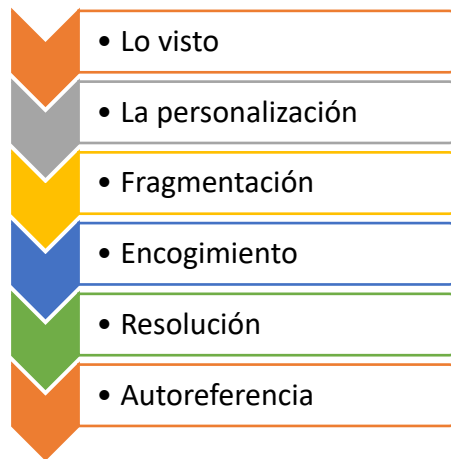 • Lo visto
• La personalización
• Fragmentación
• Encogimiento
• Resolución
• Autoreferencia